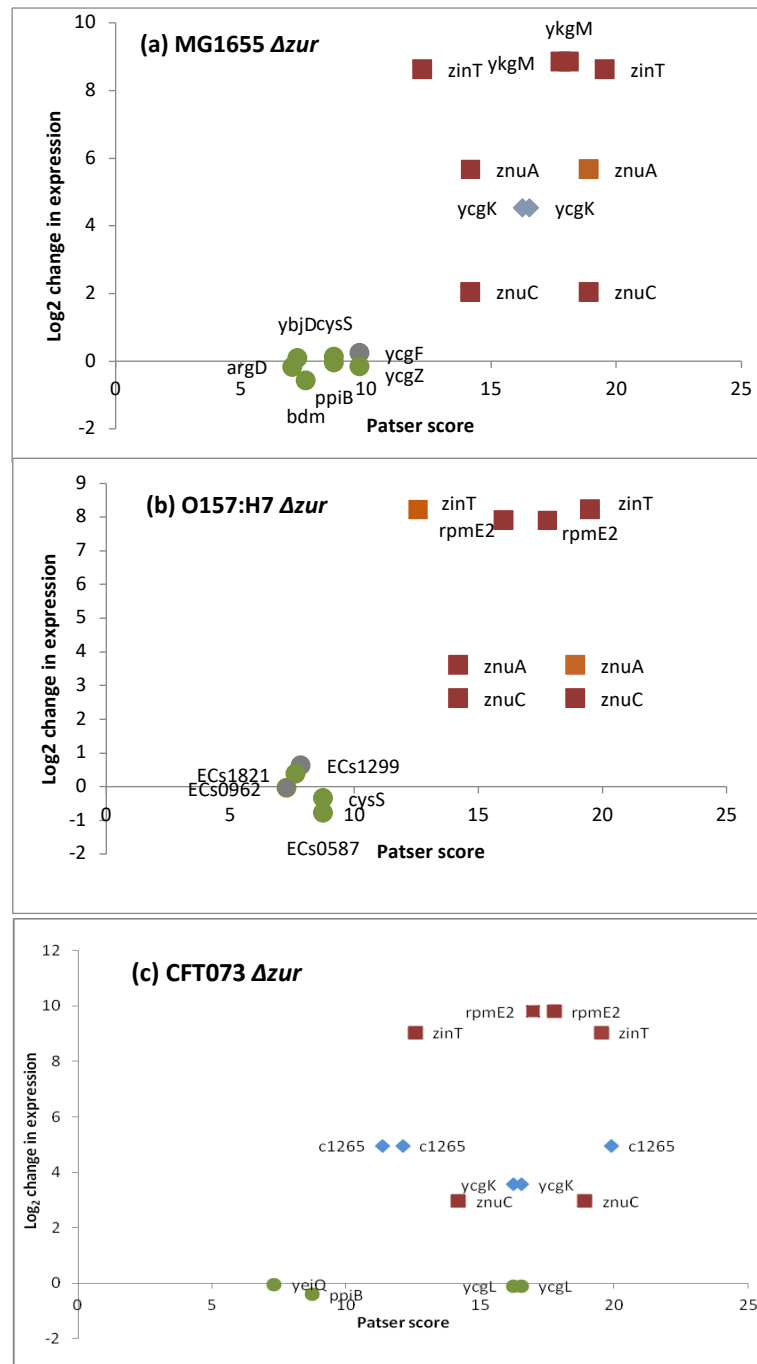 (a) MG1655 Δzur
Log2 change in expression
10
8
6
4
2
0
-2
0
5
10
15
20
25
Patser score
ykgM
ykgM
zinT
zinT
znuA
znuA
ycgK
ycgK
znuC
znuC
ybjD
cysS
argD
ycgF
ycgZ
ppiB
bdm
(b) O157:H7 Δzur
Log2 change in expression
9
8
7
6
5
4
3
2
1
0
-1
-2
0
5
10
15
20
25
Patser score
zinT
zinT
rpmE2
rpmE2
znuA
znuA
znuC
znuC
ECs1299
ECs1821
ECs0962
cysS
ECs0587
(c) CFT073 Δzur
Log2 change in expression
12
10
8
6
4
2
0
-2
0
5
10
15
20
25
Patser score
rpmE2
rpmE2
zinT
zinT
c1265
c1265
c1265
ycgK
ycgK
znuC
znuC
yejQ
ppiB
ycgL
ycgL